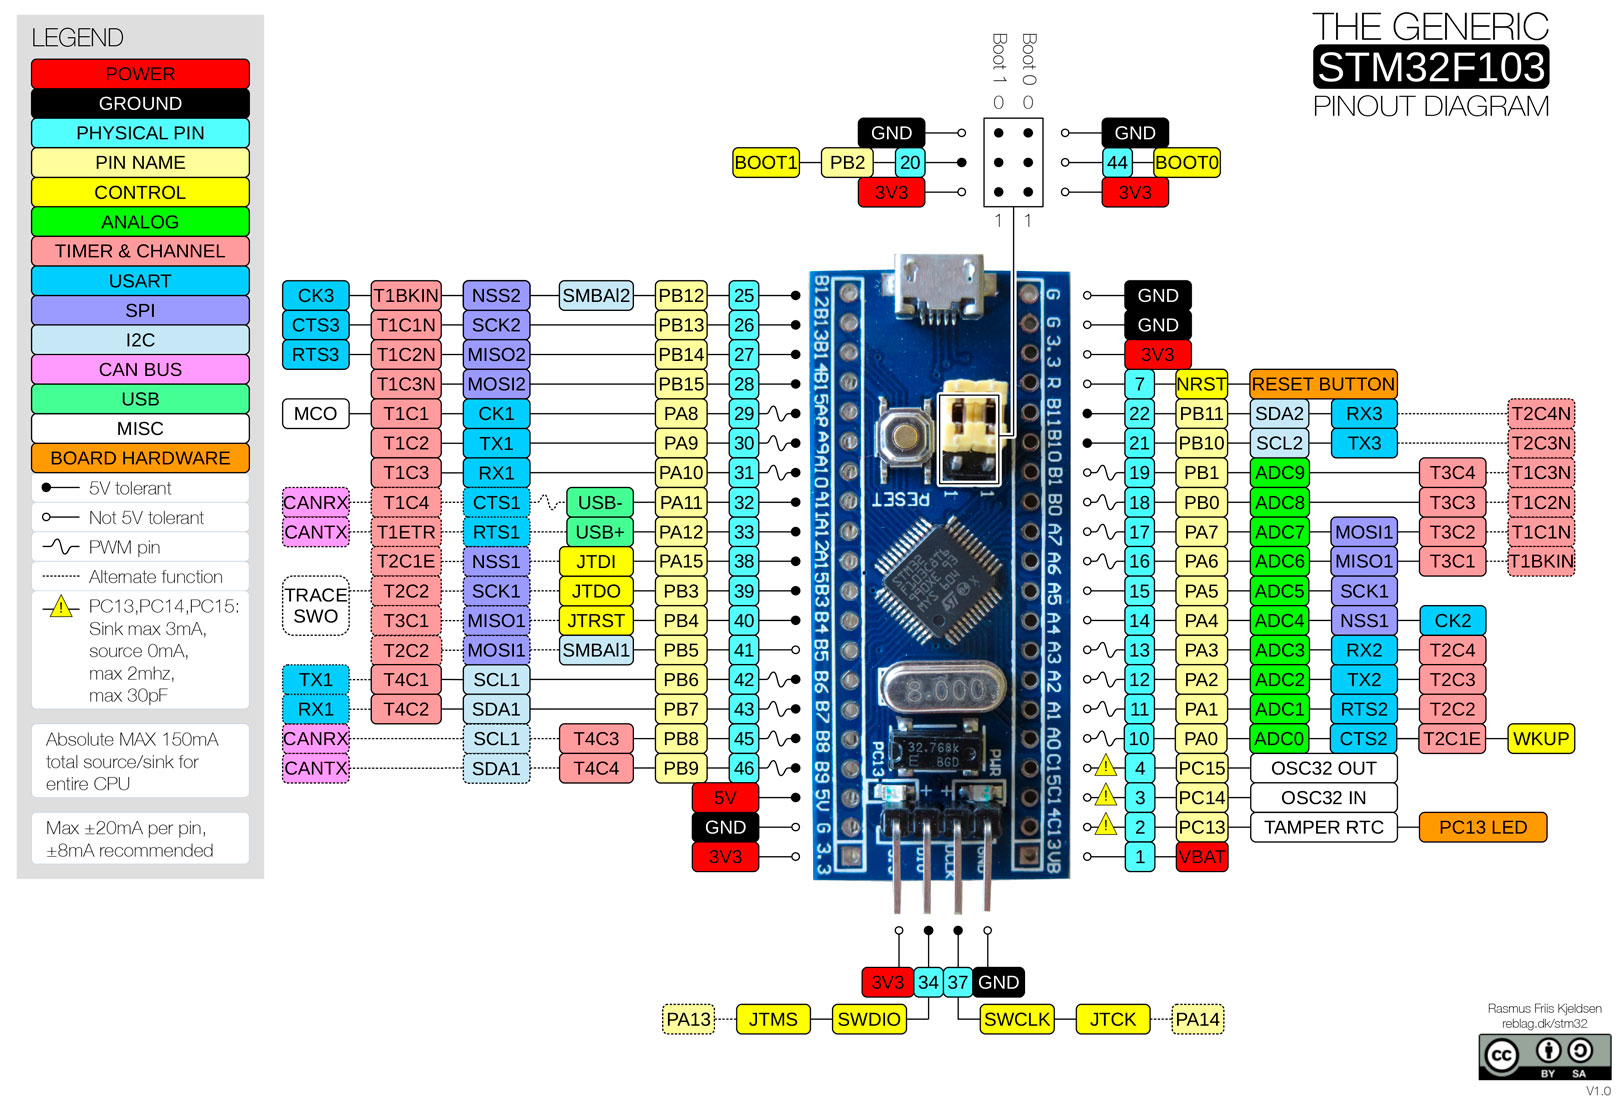 THE GENERIC
STM32F103
PINOUT DIAGRAM
LEGEND
POWER
GROUND
PHYSICAL PIN
PIN NAME
CONTROL
ANALOG
TIMER & CHANNEL
USART
SPI
I2C
CAN BUS
USB
MISC
BOARD HARDWARE
5V tolerant
Not 5V tolerant
PWM pin
Alternate function
PC13,PC14,PC15:
Sink max 3mA,
source 0mA,
max 2mhz,
max 30pF
Absolute MAX 150mA
total source/sink for
entire CPU
Max ±20mA per pin,
±8mA recommended
Boot 1 0
Boot 0 0
GND GND
BOOT1 PB2 20 44 BOOT0
3V3 3V3
1 1
CK3 T1BKIN NSS2 SMBAI2 PB12 25
CTS3 T1C1N SCK2 PB13 26
RTS3 T1C2N MISO2 PB14 27
T1C3N MOSI2 PB15 28
MCO T1C1 CK1 PA8 29
T1C2 TX1 PA9 30
T1C3 RX1 PA10 31
CANRX T1C4 CTS1 USB- PA11 32
CANTX T1ETR RTS1 USB+ PA12 33
T2C1E NSS1 JTDI PA15 38
TRACE SWO
T2C2 SCK1 JTDO PB3 39
T3C1 MISO1 JTRST PB4 40
T2C2 MOSI1 SMBAI1 PB5 41
TX1 T4C1 SCL1 PB6 42
RX1 T4C2 SDA1 PB7 43
CANRX SCL1 T4C3 PB8 45
CANTX SDA1 T4C4 PB9 46
5V
GND
3V3
B12 B13 B14 B15 A8 A9 A10 A11 A12 A15 B3 B4 B5 B6 B7 B8 B9 5V G 3.3
RESET
1 1
8.000
32.768k
E BGD
PC13
PWR
G G 3.3 R B11 B10 B1 B0 A7 A6 A5 A4 A3 A2 A1 A0 C15 C14 C13 VB
GND
GND
3V3
7 NRST RESET BUTTON
22 PB11 SDA2 RX3 T2C4N
21 PB10 SCL2 TX3 T2C3N
19 PB1 ADC9 T3C4 T1C3N
18 PB0 ADC8 T3C3 T1C2N
17 PA7 ADC7 MOSI1 T3C2 T1C1N
16 PA6 ADC6 MISO1 T3C1 T1BKIN
15 PA5 ADC5 SCK1
14 PA4 ADC4 NSS1 CK2
13 PA3 ADC3 RX2 T2C4
12 PA2 ADC2 TX2 T2C3
11 PA1 ADC1 RTS2 T2C2
10 PA0 ADC0 CTS2 T2C1E WKUP
4 PC15 OSC32 OUT
3 PC14 OSC32 IN
2 PC13 TAMPER RTC PC13 LED
1 VBAT
3V3 34 37 GND
PA13 JTMS SWDIO SWCLK JTCK PA14
Rasmus Friis Kjeldsen
reblag.dk/stm32
cc BY SA
V1.0